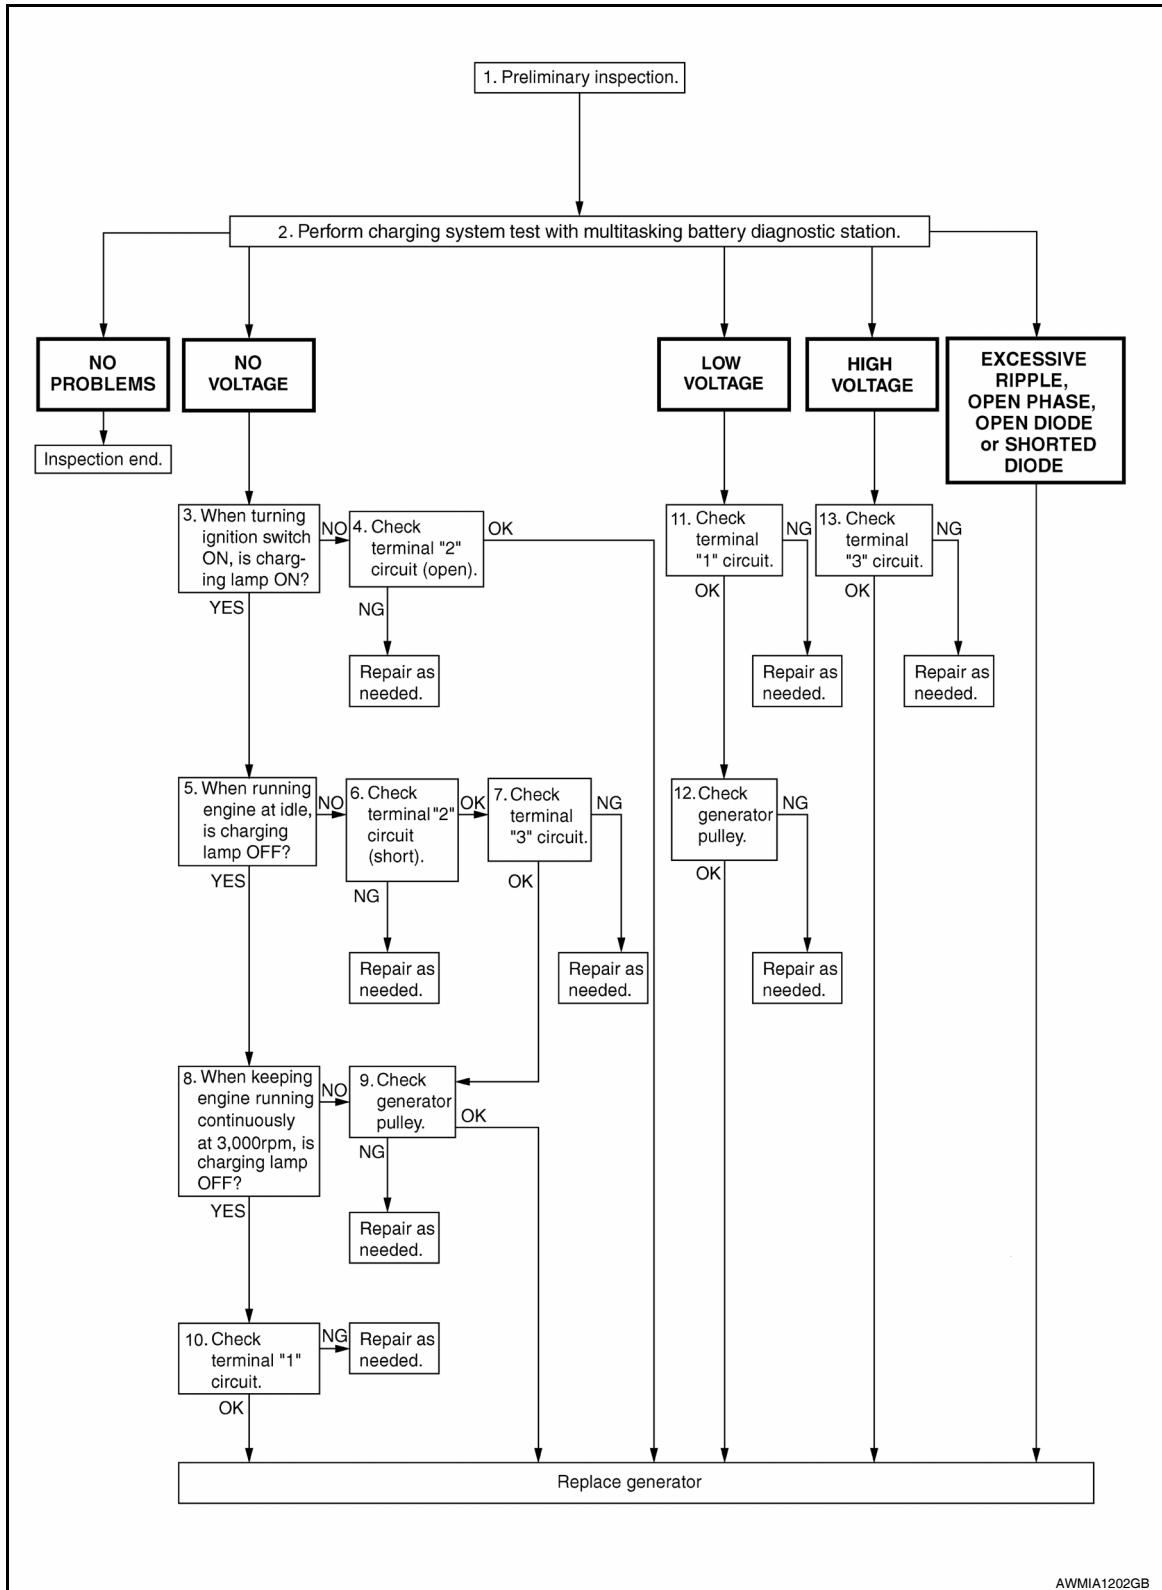 1. Preliminary inspection.
2. Perform charging system test with multitasking battery diagnostic station.
NO
PROBLEMS
NO
VOLTAGE
LOW
VOLTAGE
HIGH
VOLTAGE
EXCESSIVE
RIPPLE,
OPEN PHASE,
OPEN DIODE
or SHORTED
DIODE
Inspection end.
3. When turning
ignition switch
ON, is charg-
ing lamp ON?
NO
YES
4. Check
terminal "2"
circuit (open).
OK
NG
Repair as
needed.
11. Check
terminal
"1" circuit.
NG
OK
Repair as
needed.
13. Check
terminal
"3" circuit.
NG
OK
Repair as
needed.
5. When running
engine at idle,
is charging
lamp OFF?
NO
YES
6. Check
terminal "2"
circuit
(short).
OK
NG
Repair as
needed.
7. Check
terminal
"3" circuit.
NG
OK
Repair as
needed.
12. Check
generator
pulley.
NG
OK
Repair as
needed.
8. When keeping
engine running
continuously
at 3,000rpm, is
charging lamp
OFF?
NO
YES
9. Check
generator
pulley.
OK
NG
Repair as
needed.
10. Check
terminal "1"
circuit.
NG
OK
Repair as
needed.
Replace generator
AWMIA1202GB